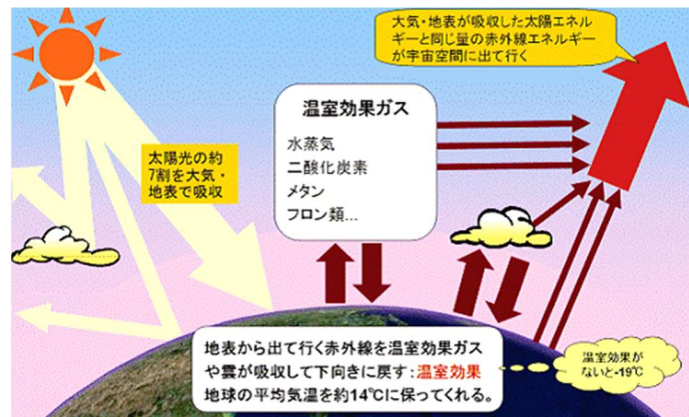 大気・地表が吸収した太陽エネル
ギーと同じ量の赤外線エネルギー
が宇宙空間に出て行く
温室効果ガス
水蒸気
二酸化炭素
メタン
フロン類...
太陽光の約
7割を大気・
地表で吸収
地表から出て行く赤外線を温室効果ガス
や雲が吸収して下向きに戻す:温室効果
地球の平均気温を約14℃に保ってくれる。
温室効果が
ないと-19℃